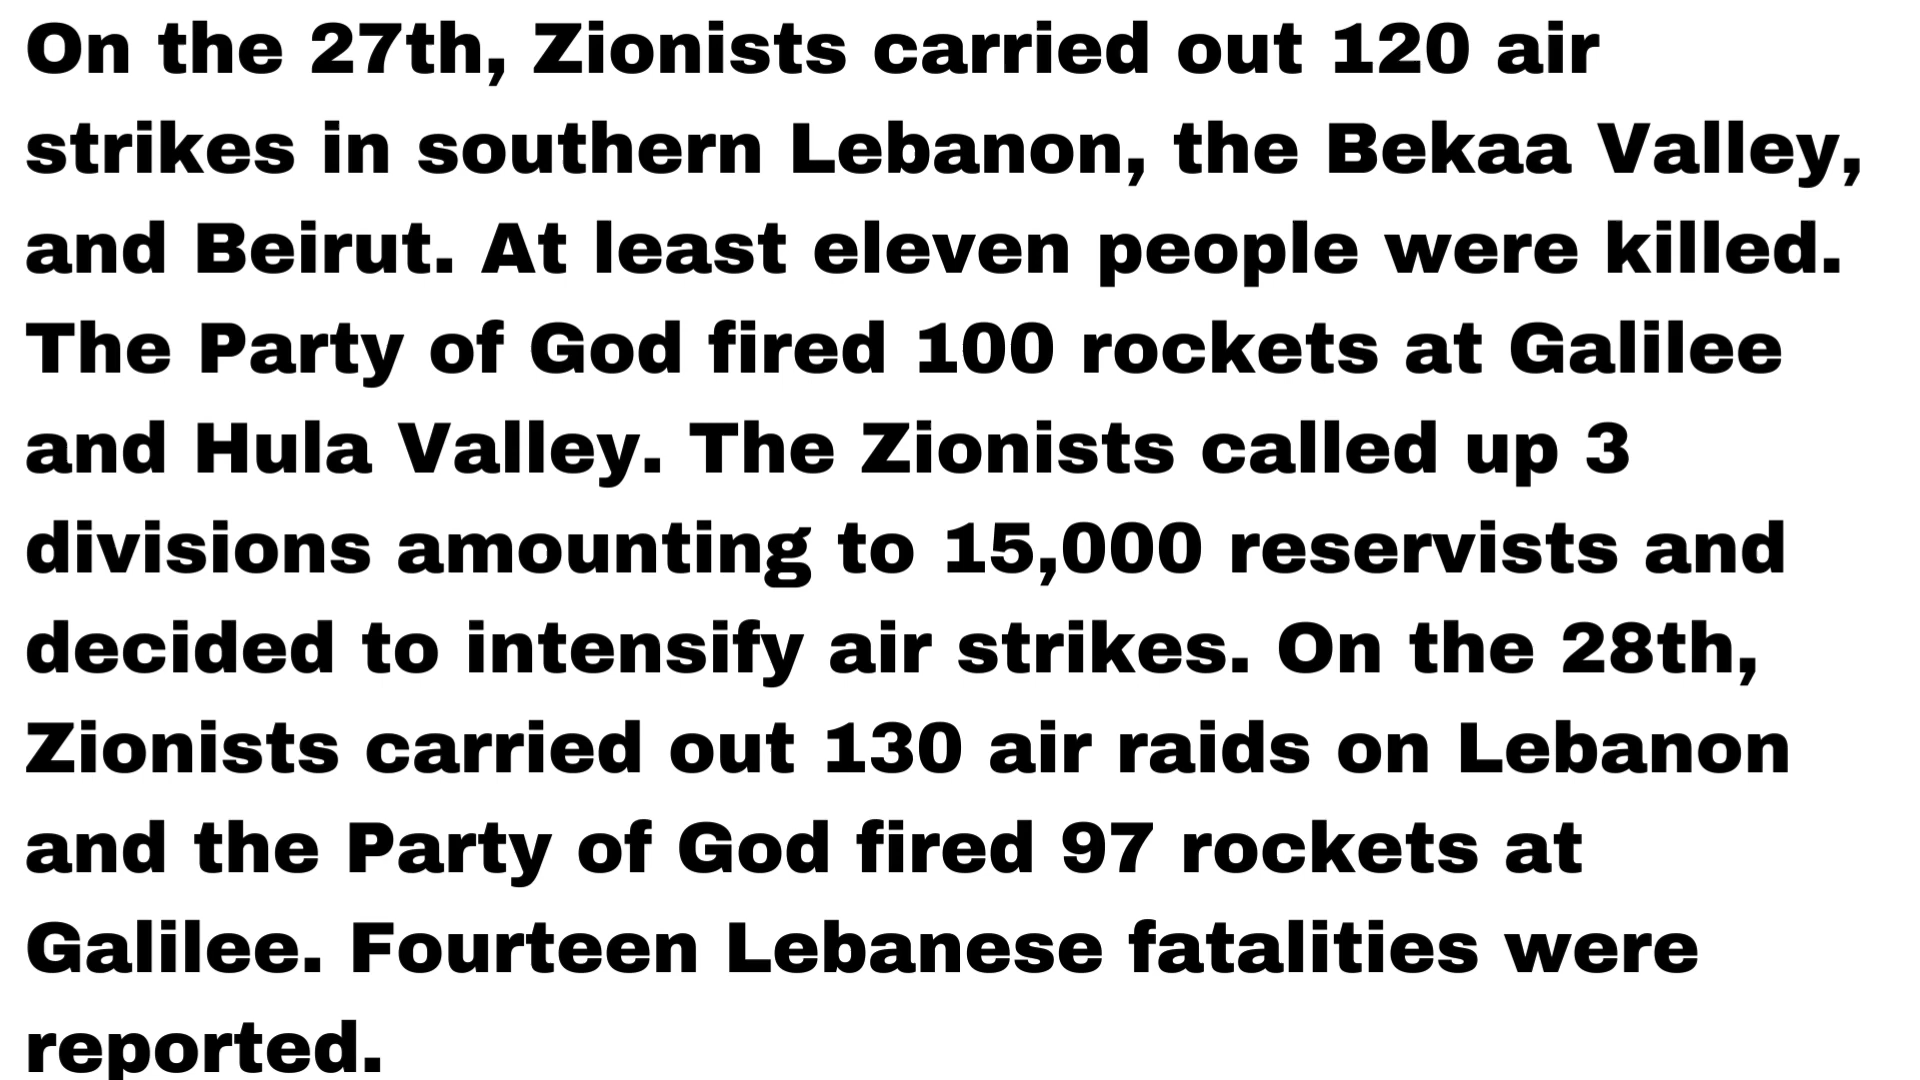 On the 27th, Zionists carried out 120 air
strikes in southern Lebanon, the Bekaa Valley,
and Beirut. At least eleven people were killed.
The Party of God fired 100 rockets at Galilee
and Hula Valley. The Zionists called up 3
divisions amounting to 15,000 reservists and
decided to intensify air strikes. On the 28th,
Zionists carried out 130 air raids on Lebanon
and the Party of God fired 97 rockets at
Galilee. Fourteen Lebanese fatalities were
reported.